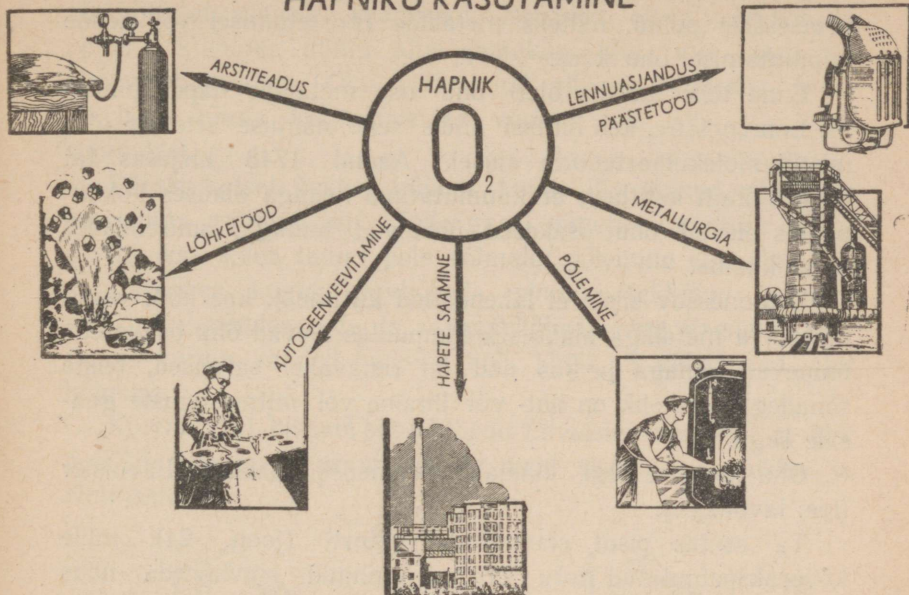 HAPNIKU KASUTAMINE
HAPNIK
O₂
ARSTITEADUS
LENNUASJANDUS
PÄÄSTETÖÖD
LÕHKETÖÖD
METALLURGIA
AUTOGEENKEEVITAMINE
HAPETE SAAMINE
PÕLEMINE